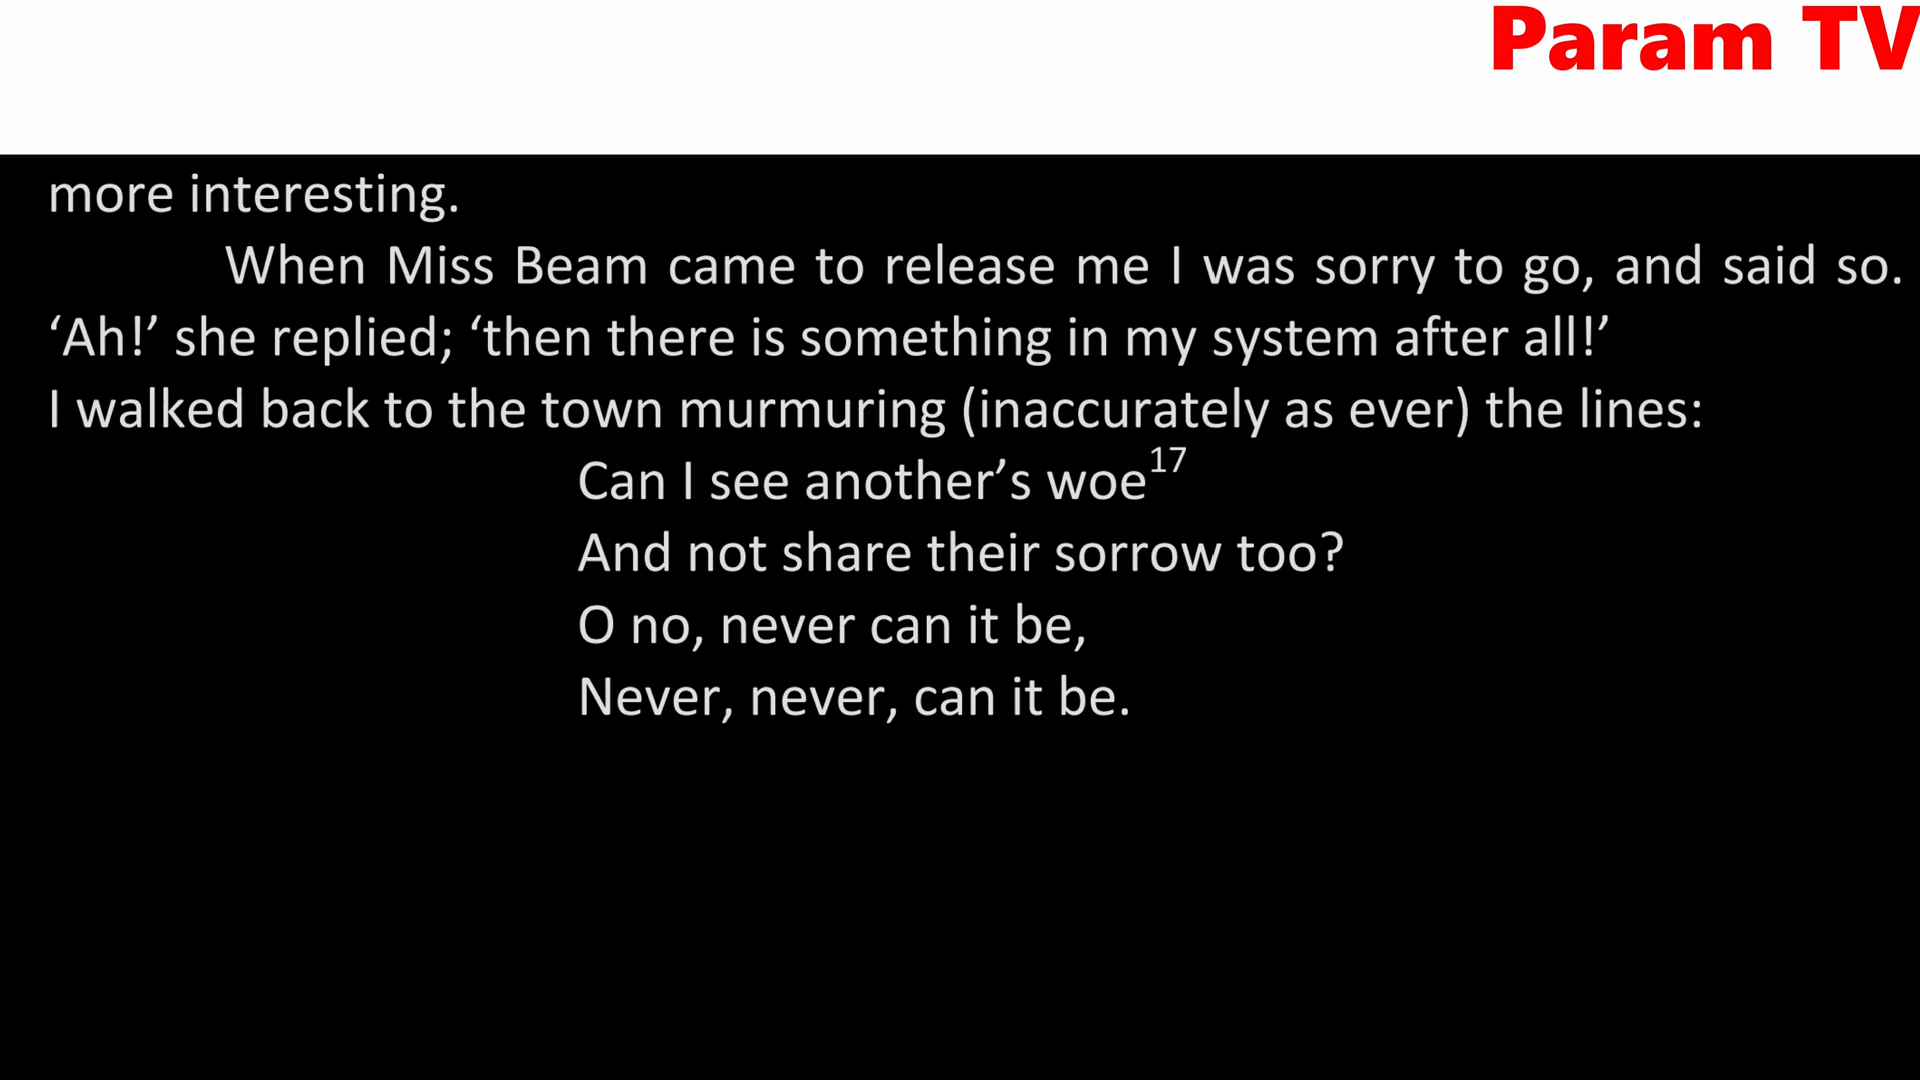 Param TV
more interesting.
When Miss Beam came to release me I was sorry to go, and said so.
‘Ah!’ she replied; ‘then there is something in my system after all!’
I walked back to the town murmuring (inaccurately as ever) the lines:
Can I see another’s woe17
And not share their sorrow too?
O no, never can it be,
Never, never, can it be.